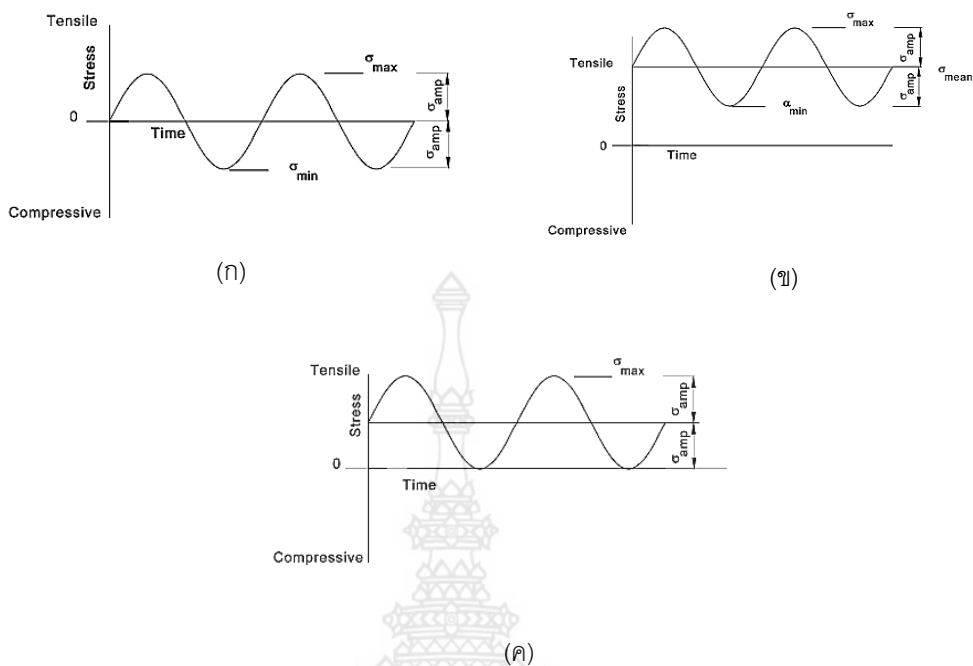 Tensile
Stress
0
Time
Compressive
σmax
σmin
σamp
σamp
(ก)
Tensile
Stress
0
Time
Compressive
σmax
αmin
σamp
σamp
σmean
(ข)
Tensile
Stress
0
Time
Compressive
σmax
σamp
σamp
(ค)